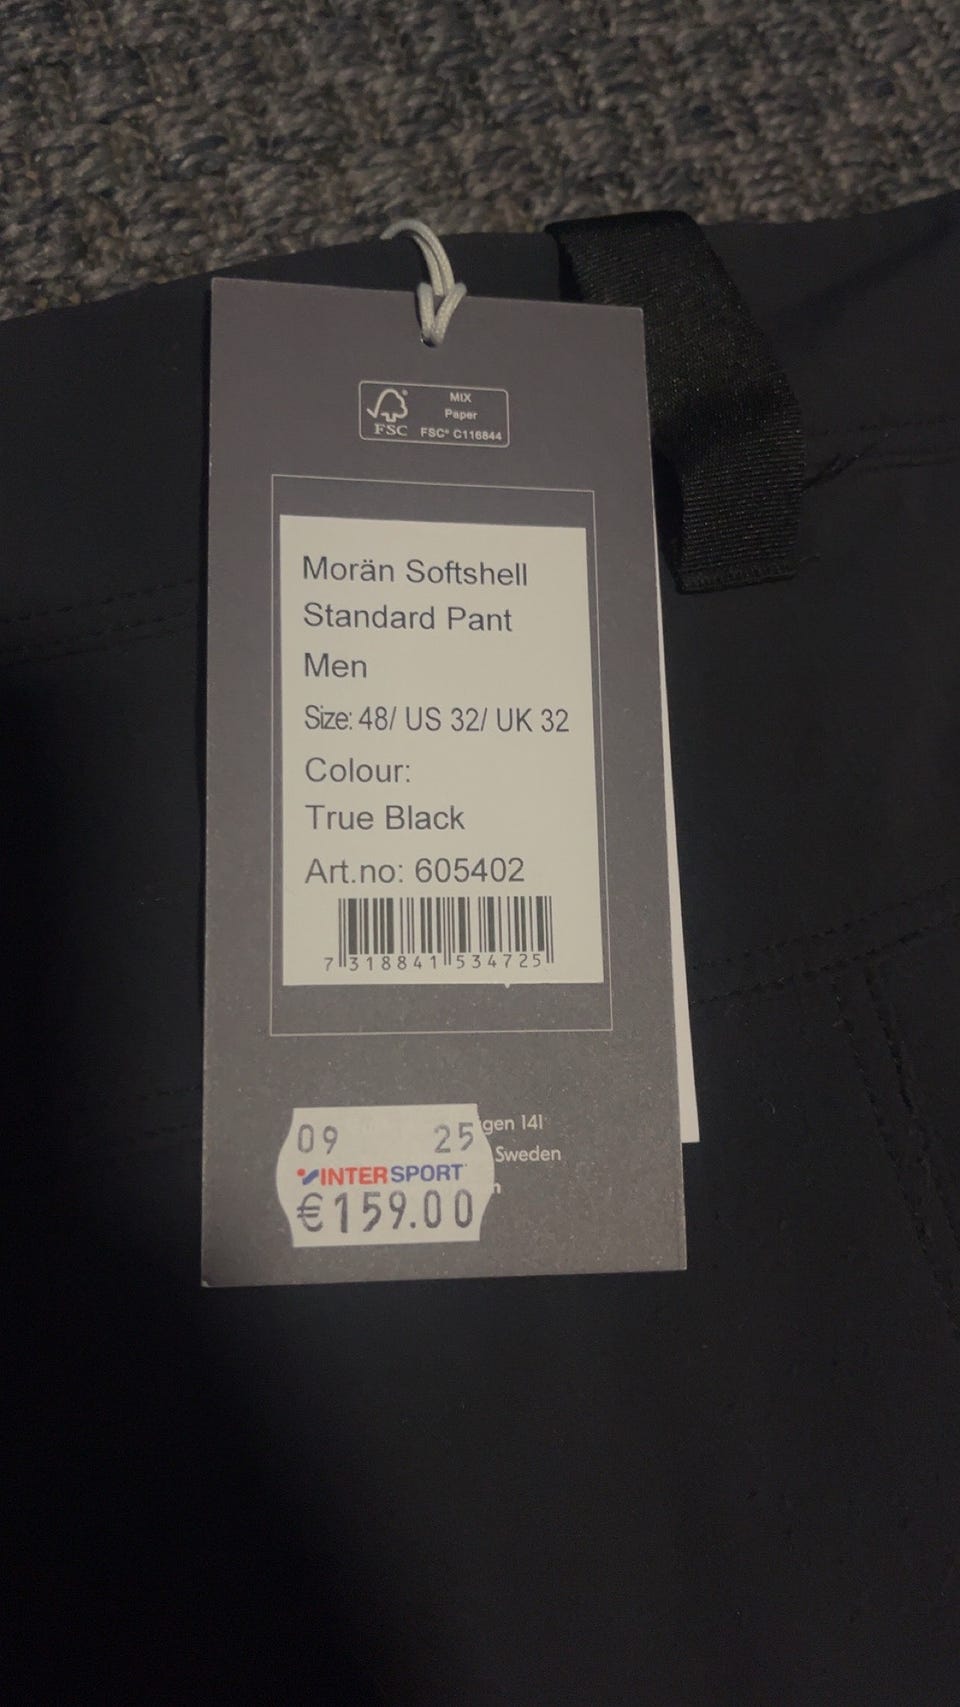 MIX
Paper
FSC® C116844
FSC
Morän Softshell
Standard Pant
Men
Size: 48/ US 32/ UK 32
Colour:
True Black
Art.no: 605402
7 318841 534725
141
Sweden
09 25
INTERSPORT
€159.00